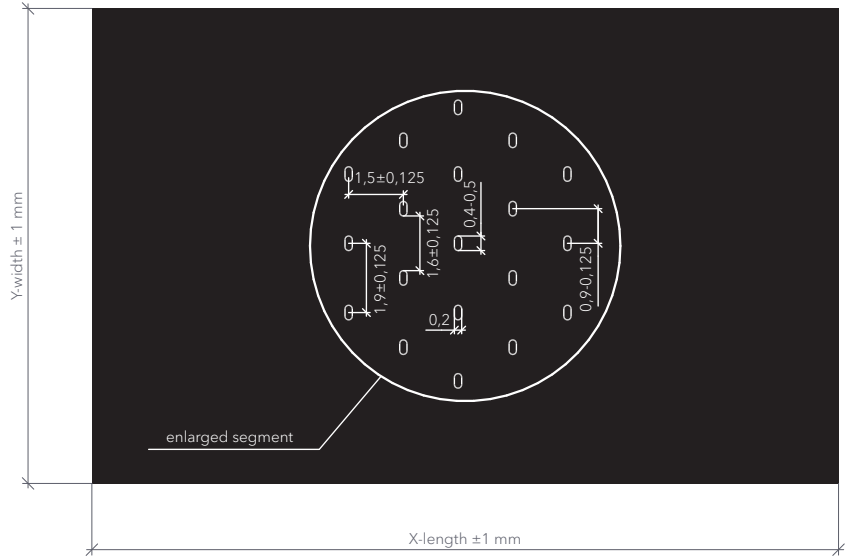 1,5±0,125
0,4-0,5
1,6±0,125
1,9±0,125
0,9-0,125
0,2
Y-width ± 1 mm
enlarged segment
X-length ±1 mm